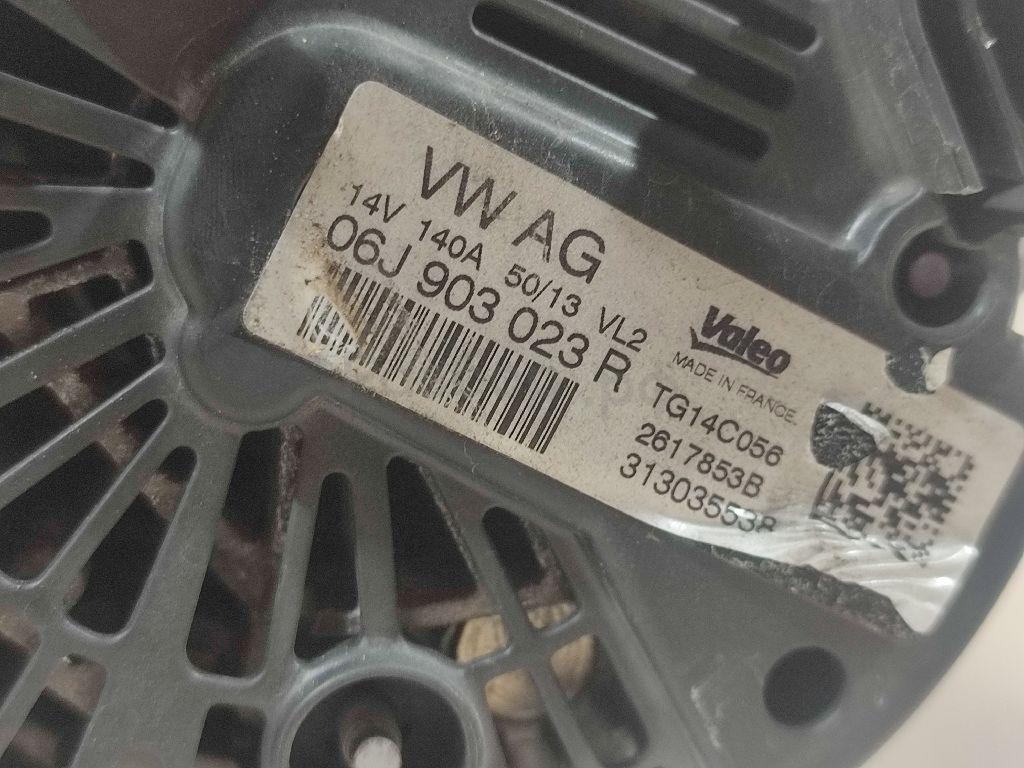 VW AG
14V 140A 50/13 VL2
06J 903 023 R
Valeo
MADE IN FRANCE.
TG14C056
2617853B